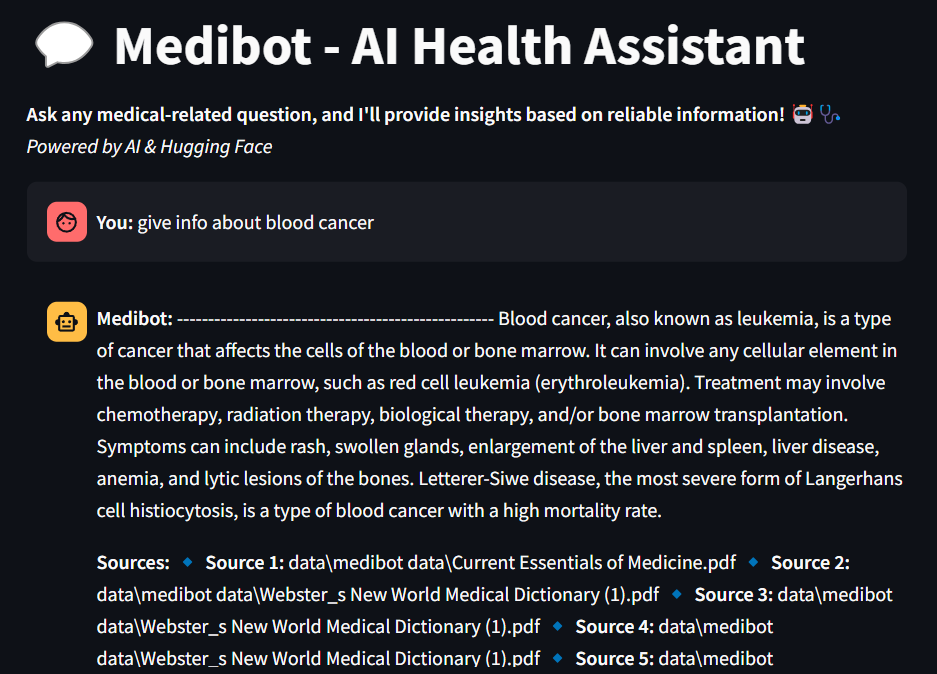 Medibot - AI Health Assistant
Ask any medical-related question, and I'll provide insights based on reliable information!
Powered by AI & Hugging Face
You: give info about blood cancer
Medibot: --------------------------------------------------- Blood cancer, also known as leukemia, is a type
of cancer that affects the cells of the blood or bone marrow. It can involve any cellular element in
the blood or bone marrow, such as red cell leukemia (erythroleukemia). Treatment may involve
chemotherapy, radiation therapy, biological therapy, and/or bone marrow transplantation.
Symptoms can include rash, swollen glands, enlargement of the liver and spleen, liver disease,
anemia, and lytic lesions of the bones. Letterer-Siwe disease, the most severe form of Langerhans
cell histiocytosis, is a type of blood cancer with a high mortality rate.
Sources: 🔹 Source 1: data\medibot data\Current Essentials of Medicine.pdf 🔹 Source 2:
data\medibot data\Webster_s New World Medical Dictionary (1).pdf 🔹 Source 3: data\medibot
data\Webster_s New World Medical Dictionary (1).pdf 🔹 Source 4: data\medibot
data\Webster_s New World Medical Dictionary (1).pdf 🔹 Source 5: data\medibot